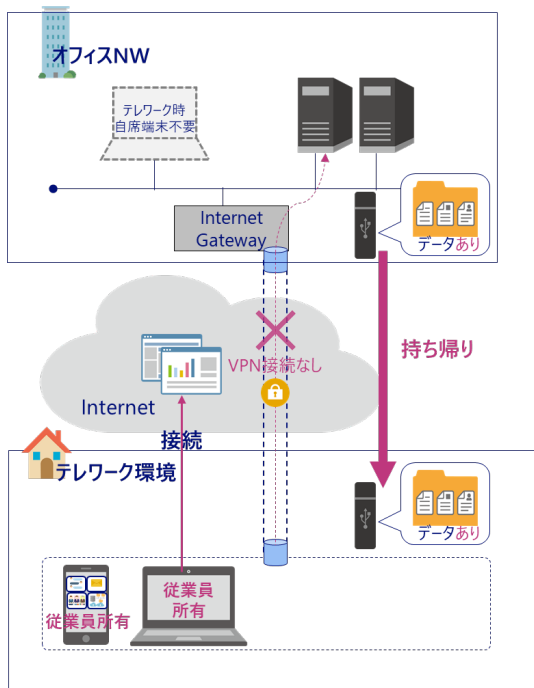 オフィスNW
テレワーク時
自席端末不要
Internet
Gateway
データあり
持ち帰り
VPN接続なし
Internet
接続
テレワーク環境
データあり
従業員所有
従業員
所有